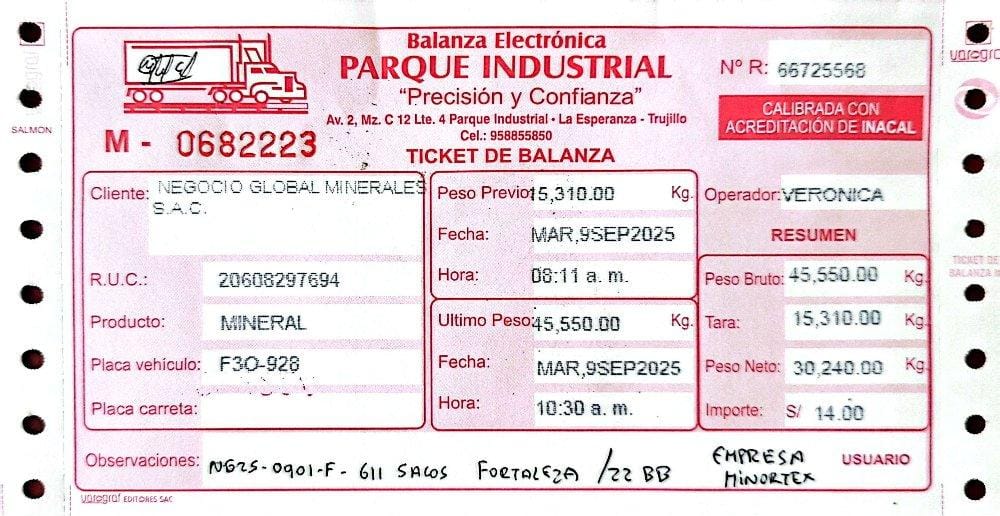 Balanza Electrónica
PARQUE INDUSTRIAL
"Precisión y Confianza"
Av. 2, Mz. C 12 Lte. 4 Parque Industrial • La Esperanza - Trujillo
Cel.: 958855850
TICKET DE BALANZA
Nº R: 66725568
CALIBRADA CON
ACREDITACIÓN DE INACAL
M - 0682223
Cliente: NEGOCIO GLOBAL MINERALES
S.A.C.
R.U.C.: 20608297694
Producto: MINERAL
Placa vehículo: F3O-928
Placa carreta:
Peso Previo: 15,310.00 Kg.
Fecha: MAR,9SEP2025
Hora: 08:11 a. m.
Ultimo Peso: 45,550.00 Kg.
Fecha: MAR,9SEP2025
Hora: 10:30 a. m.
Operador: VERONICA
RESUMEN
Peso Bruto: 45,550.00 Kg.
Tara: 15,310.00 Kg.
Peso Neto: 30,240.00 Kg.
Importe: S/ 14.00
Observaciones: NG25-0901-F - 611 SACOS FORTALEZA /22 BB
EMPRESA
MINORTEX
USUARIO
varegraf EDITORES SAC
SALMON
varegraf
TICKET DE
BALANZA M